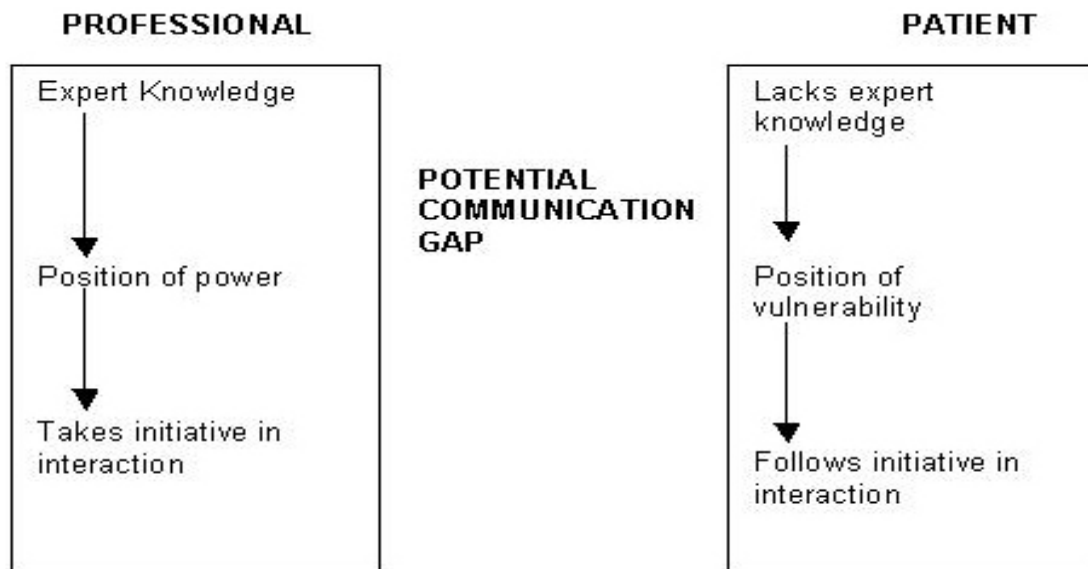 PROFESSIONAL
PATIENT
Expert Knowledge
Position of power
Takes initiative in
interaction
POTENTIAL
COMMUNICATION
GAP
Lacks expert
knowledge
Position of
vulnerability
Follows initiative in
interaction